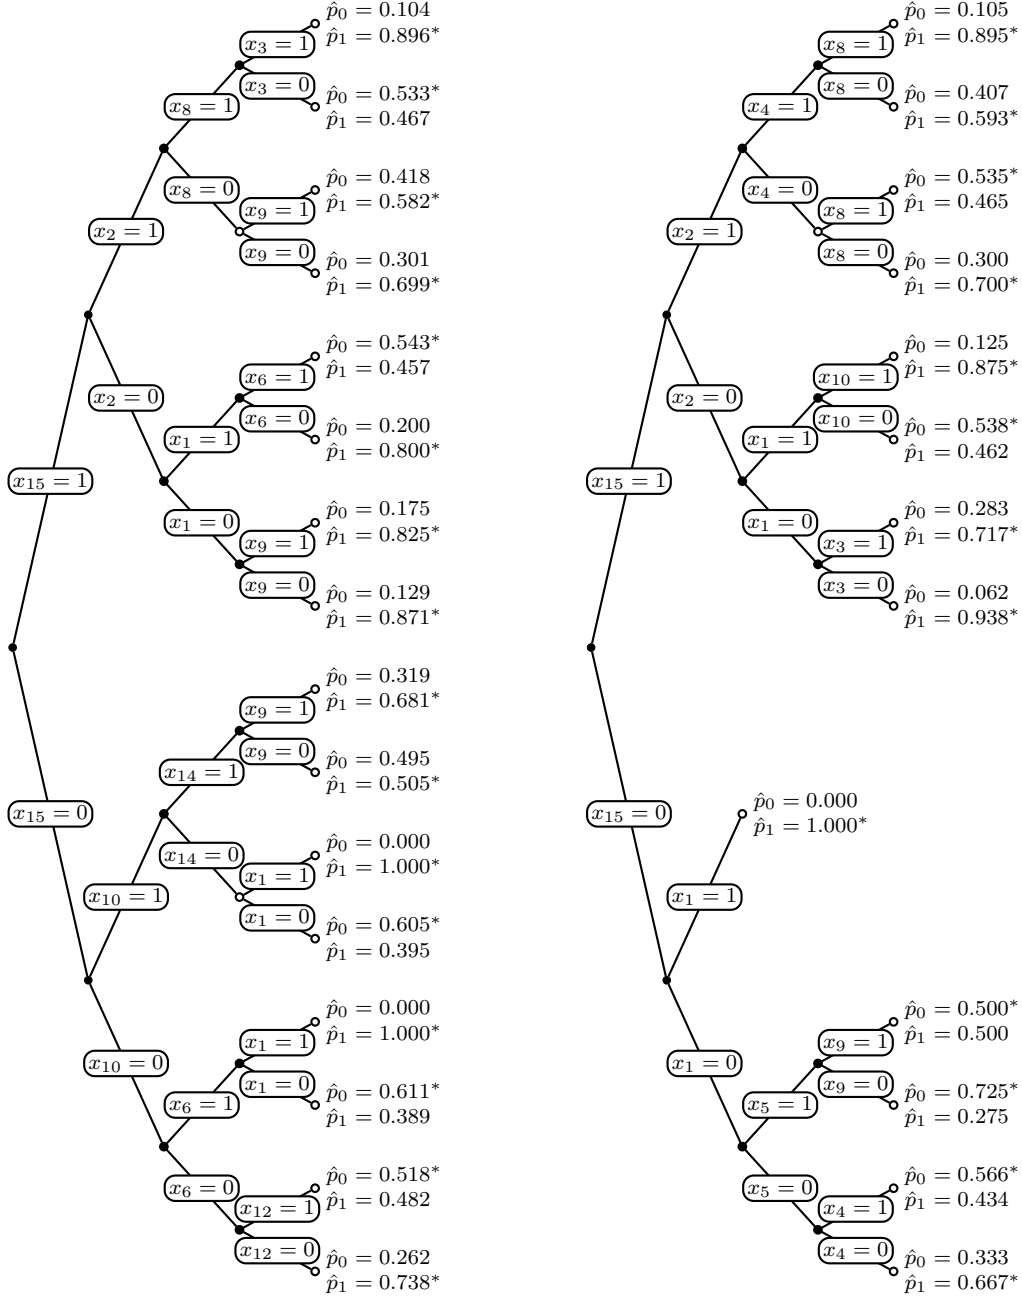 x₃ = 1
p̂₀ = 0.104
p̂₁ = 0.896*
x₈ = 1
x₃ = 0
p̂₀ = 0.533*
p̂₁ = 0.467
x₂ = 1
x₈ = 0
x₉ = 1
p̂₀ = 0.418
p̂₁ = 0.582*
x₉ = 0
p̂₀ = 0.301
p̂₁ = 0.699*
x₁₅ = 1
x₂ = 0
x₁ = 1
x₆ = 1
p̂₀ = 0.543*
p̂₁ = 0.457
x₆ = 0
p̂₀ = 0.200
p̂₁ = 0.800*
x₁ = 0
x₉ = 1
p̂₀ = 0.175
p̂₁ = 0.825*
x₉ = 0
p̂₀ = 0.129
p̂₁ = 0.871*
x₁₅ = 0
x₁₀ = 1
x₁₄ = 1
x₉ = 1
p̂₀ = 0.319
p̂₁ = 0.681*
x₉ = 0
p̂₀ = 0.495
p̂₁ = 0.505*
x₁₄ = 0
x₁ = 1
p̂₀ = 0.000
p̂₁ = 1.000*
x₁ = 0
p̂₀ = 0.605*
p̂₁ = 0.395
x₁₀ = 0
x₆ = 1
x₁ = 1
p̂₀ = 0.000
p̂₁ = 1.000*
x₁ = 0
p̂₀ = 0.611*
p̂₁ = 0.389
x₆ = 0
x₁₂ = 1
p̂₀ = 0.518*
p̂₁ = 0.482
x₁₂ = 0
p̂₀ = 0.262
p̂₁ = 0.738*
x₈ = 1
p̂₀ = 0.105
p̂₁ = 0.895*
x₄ = 1
x₈ = 0
p̂₀ = 0.407
p̂₁ = 0.593*
x₂ = 1
x₄ = 0
x₈ = 1
p̂₀ = 0.535*
p̂₁ = 0.465
x₈ = 0
p̂₀ = 0.300
p̂₁ = 0.700*
x₁₅ = 1
x₂ = 0
x₁ = 1
x₁₀ = 1
p̂₀ = 0.125
p̂₁ = 0.875*
x₁₀ = 0
p̂₀ = 0.538*
p̂₁ = 0.462
x₁ = 0
x₃ = 1
p̂₀ = 0.283
p̂₁ = 0.717*
x₃ = 0
p̂₀ = 0.062
p̂₁ = 0.938*
x₁₅ = 0
x₁ = 1
p̂₀ = 0.000
p̂₁ = 1.000*
x₁ = 0
x₅ = 1
x₉ = 1
p̂₀ = 0.500*
p̂₁ = 0.500
x₉ = 0
p̂₀ = 0.725*
p̂₁ = 0.275
x₅ = 0
x₄ = 1
p̂₀ = 0.566*
p̂₁ = 0.434
x₄ = 0
p̂₀ = 0.333
p̂₁ = 0.667*